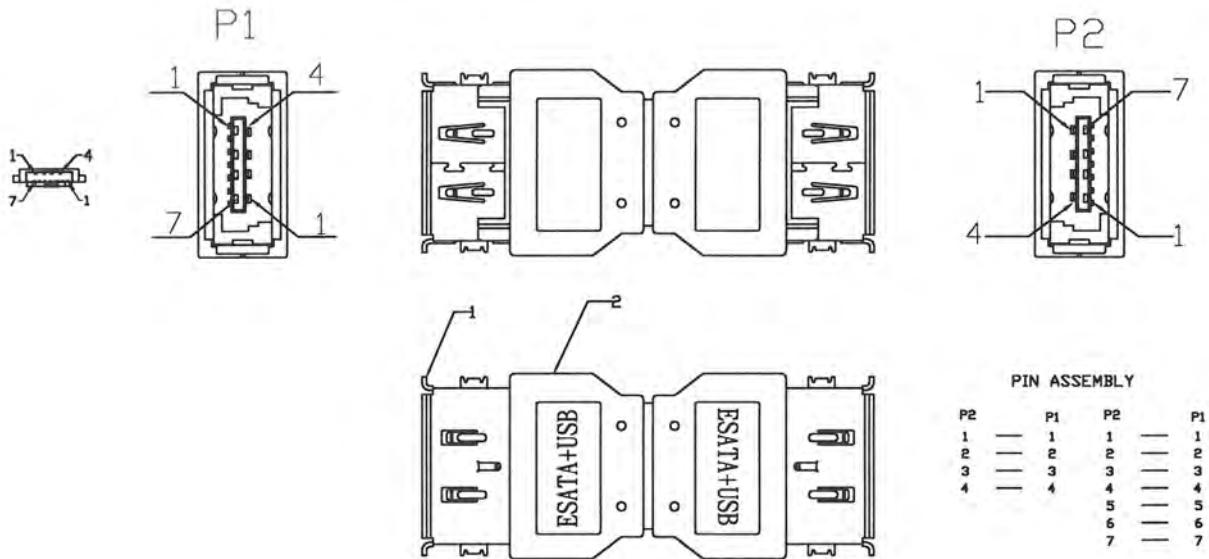 P1
P2
1 4
7 1
1 4
7 1
1 7
4 1
1 2
ESATA+USB
ESATA+USB
PIN ASSEMBLY
P2 P1 P2 P1
1 — 1 1 — 1
2 — 2 2 — 2
3 — 3 3 — 3
4 — 4 4 — 4
5 — 5
6 — 6
7 — 7